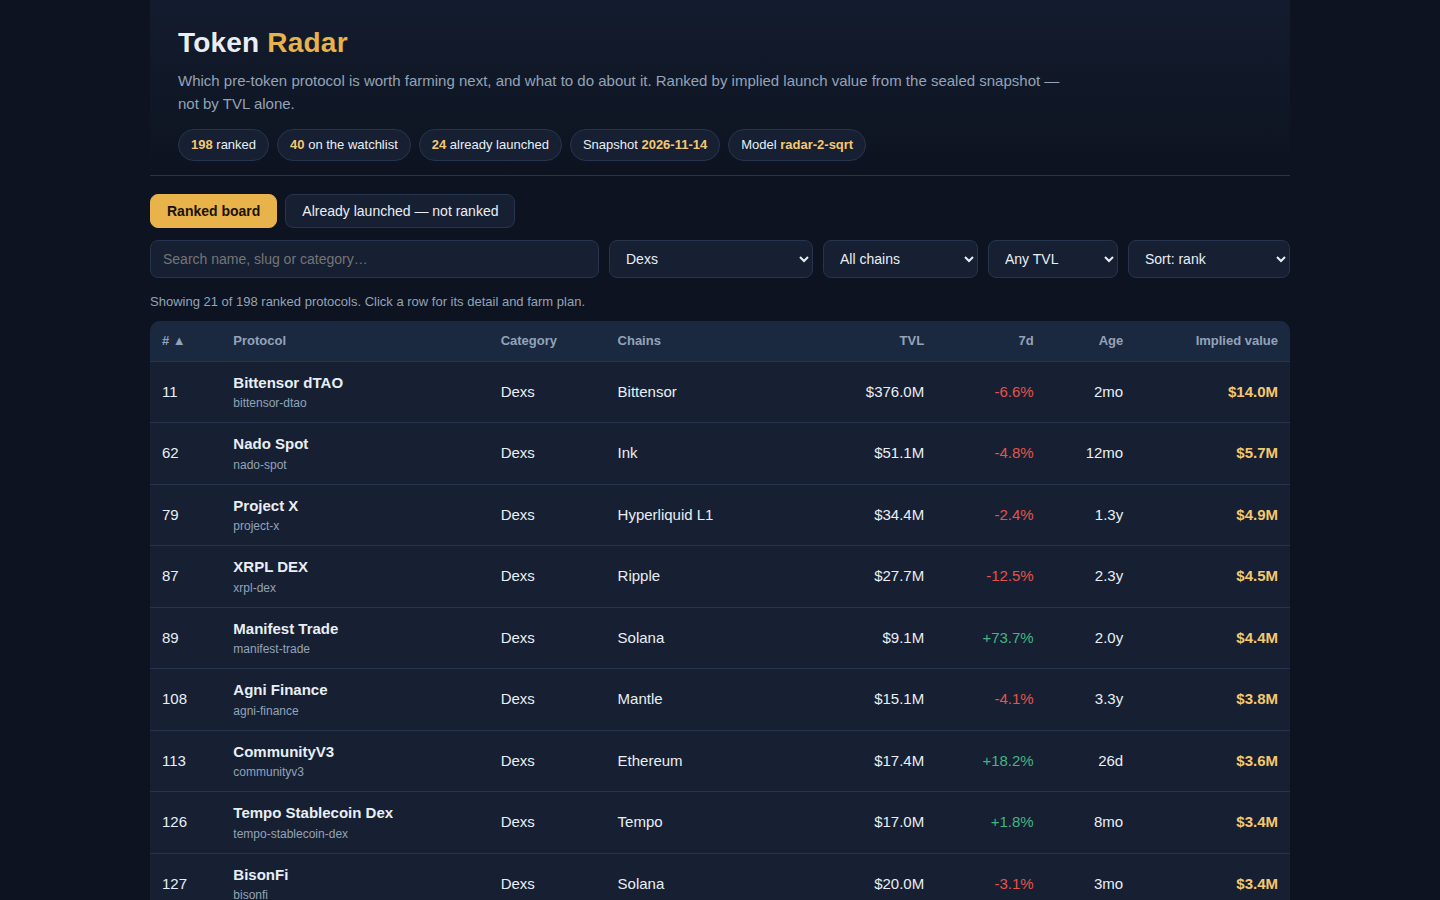 Token Radar
Which pre-token protocol is worth farming next, and what to do about it. Ranked by implied launch value from the sealed snapshot —
not by TVL alone.
198 ranked
40 on the watchlist
24 already launched
Snapshot 2026-11-14
Model radar-2-sqrt
Ranked board
Already launched — not ranked
Search name, slug or category…
Dexs
All chains
Any TVL
Sort: rank
Showing 21 of 198 ranked protocols. Click a row for its detail and farm plan.
# ▲ Protocol Category Chains TVL 7d Age Implied value
11 Bittensor dTAO Dexs Bittensor $376.0M -6.6% 2mo $14.0M
bittensor-dtao
62 Nado Spot Dexs Ink $51.1M -4.8% 12mo $5.7M
nado-spot
79 Project X Dexs Hyperliquid L1 $34.4M -2.4% 1.3y $4.9M
project-x
87 XRPL DEX Dexs Ripple $27.7M -12.5% 2.3y $4.5M
xrpl-dex
89 Manifest Trade Dexs Solana $9.1M +73.7% 2.0y $4.4M
manifest-trade
108 Agni Finance Dexs Mantle $15.1M -4.1% 3.3y $3.8M
agni-finance
113 CommunityV3 Dexs Ethereum $17.4M +18.2% 26d $3.6M
communityv3
126 Tempo Stablecoin Dex Dexs Tempo $17.0M +1.8% 8mo $3.4M
tempo-stablecoin-dex
127 BisonFi Dexs Solana $20.0M -3.1% 3mo $3.4M
bisonfi